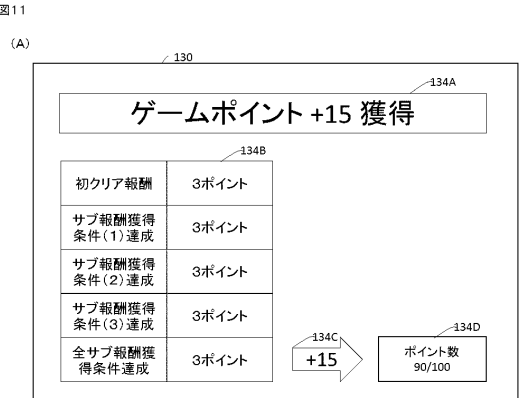 図11
(A)
130
134A
ゲームポイント +15 獲得
134B
初クリア報酬 3ポイント
サブ報酬獲得
条件(1)達成 3ポイント
サブ報酬獲得
条件(2)達成 3ポイント
サブ報酬獲得
条件(3)達成 3ポイント
全サブ報酬獲
得条件達成 3ポイント
134C
+15
134D
ポイント数
90/100